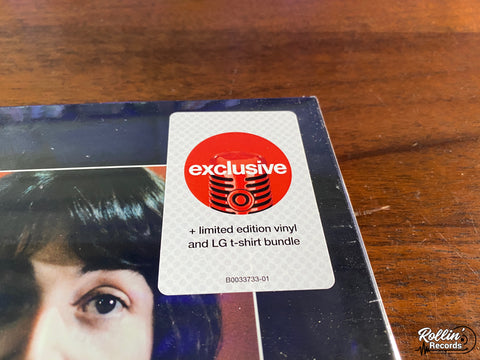 exclusive
+ limited edition vinyl
and LG t-shirt bundle
B0033733-01
Rollin'
Records